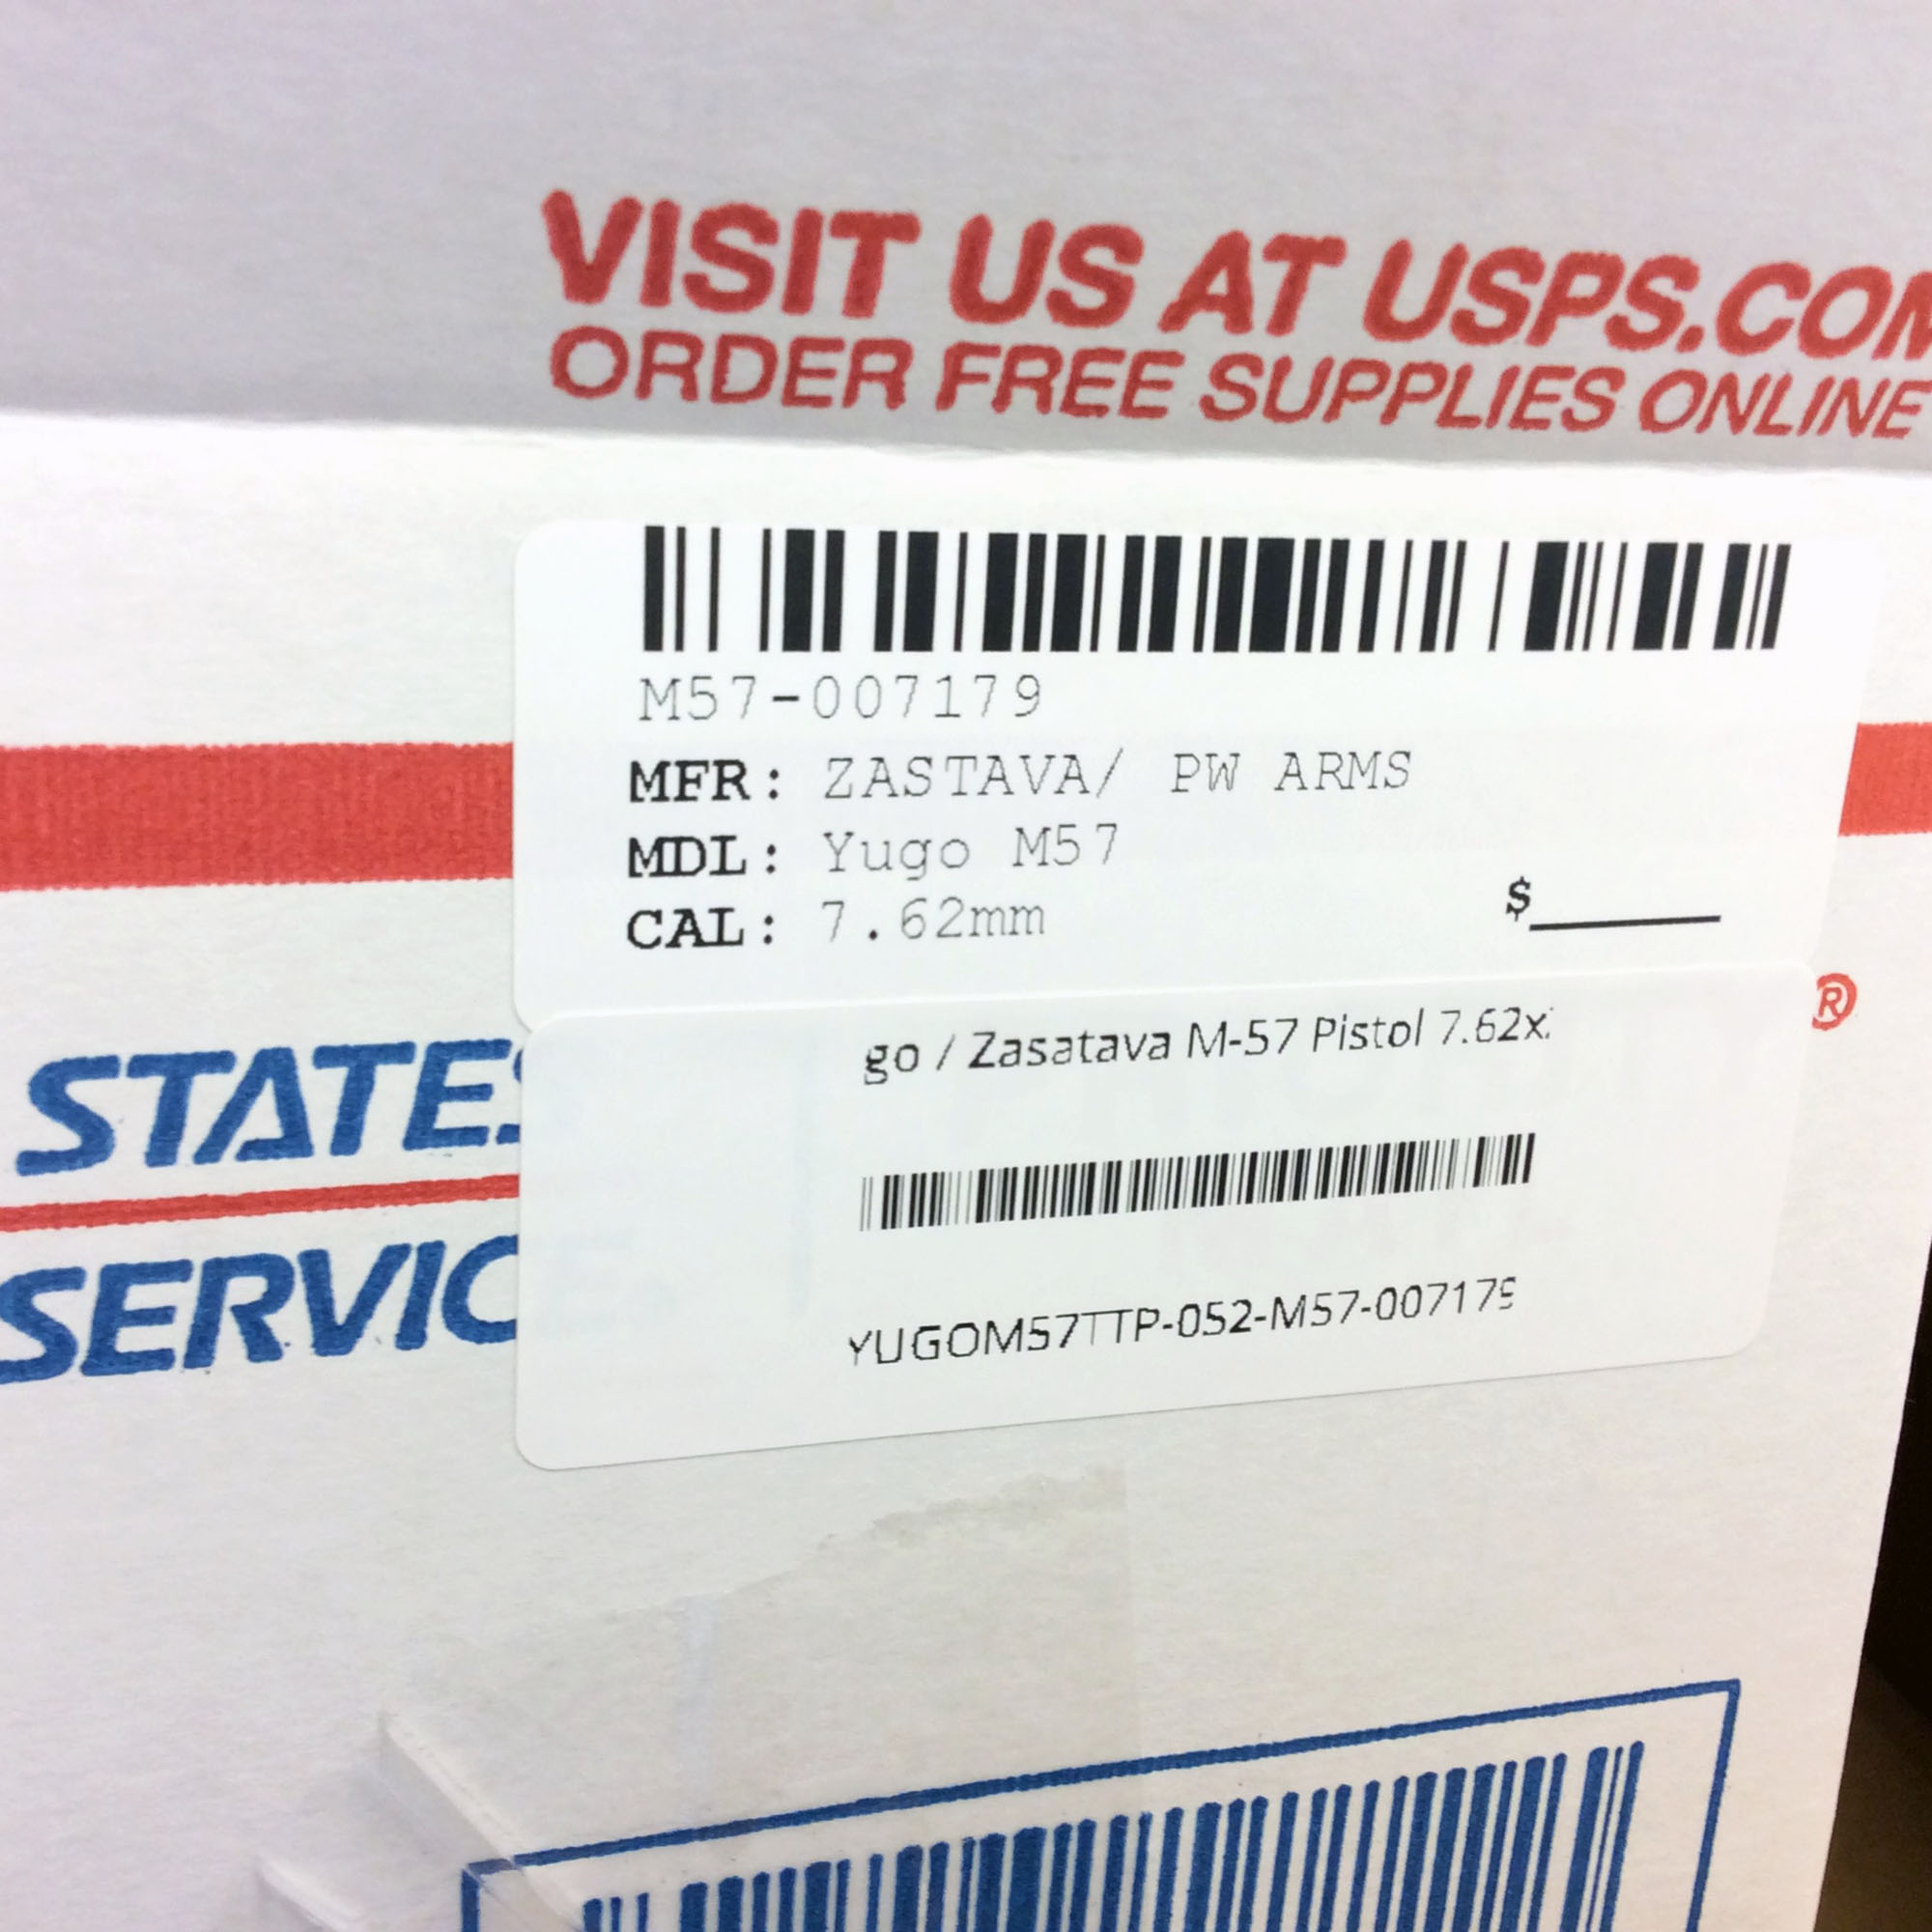 VISIT US AT USPS.COM
ORDER FREE SUPPLIES ONLINE
M57-007179
MFR: ZASTAVA/ PW ARMS
MDL: Yugo M57
CAL: 7.62mm
$
®
go / Zasatava M-57 Pistol 7.62x
STATES
YUGOM57TTP-052-M57-007179
SERVIC